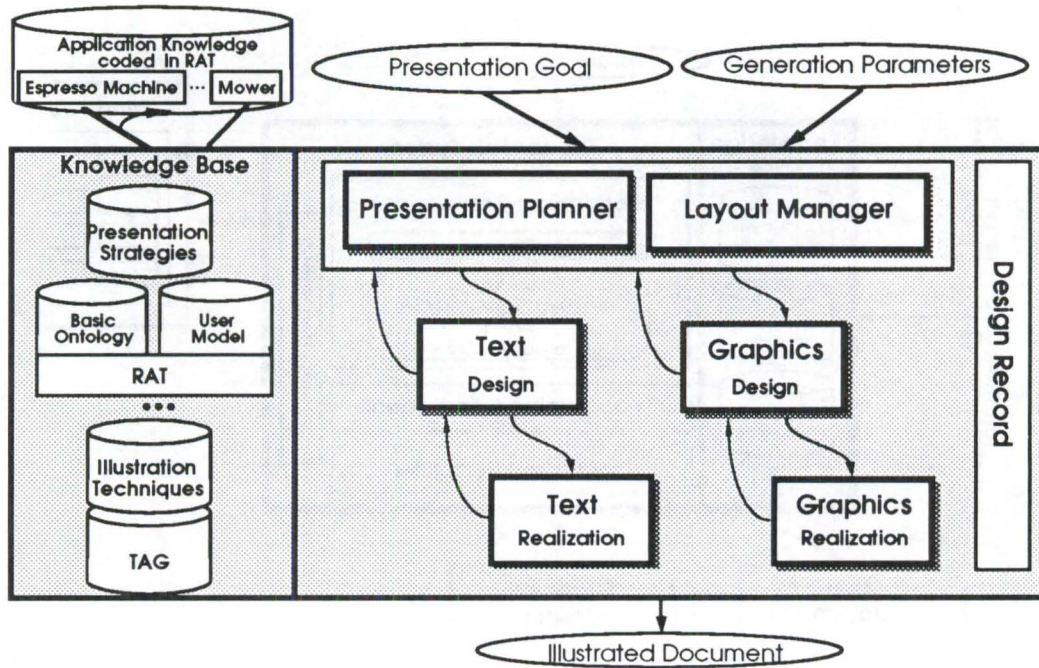 Application Knowledge
coded in RAT
Espresso Machine ... Mower
Presentation Goal
Generation Parameters
Knowledge Base
Presentation
Strategies
Basic
Ontology
User
Model
RAT
...
Illustration
Techniques
TAG
Presentation Planner
Layout Manager
Text
Design
Graphics
Design
Text
Realization
Graphics
Realization
Design Record
Illustrated Document